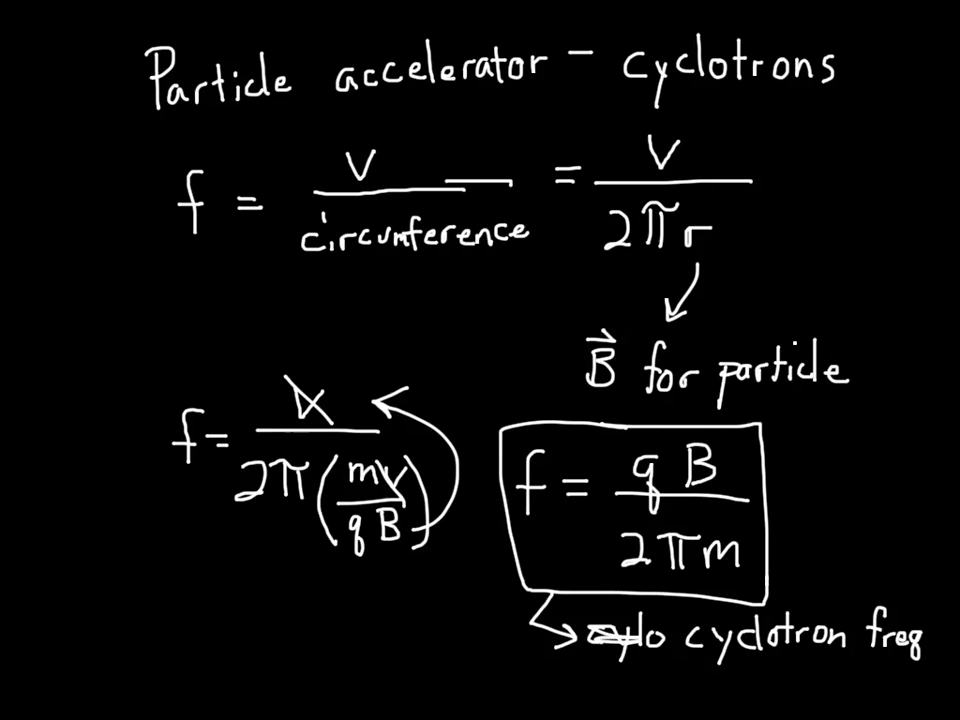 Particle accelerator - cyclotrons
f = v / circumference = v / 2πr
B⃗ for particle
f = v / 2π(mv / qB)
f = qB / 2πm
cyclotron freq